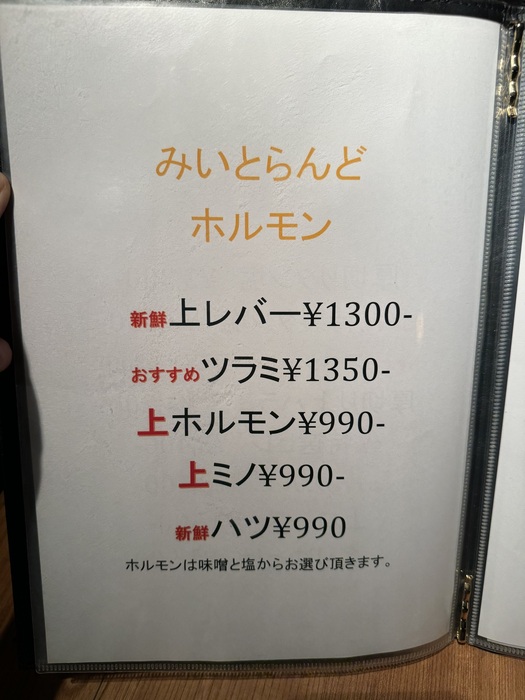 みいとらんど
ホルモン
新鮮上レバー¥1300-
おすすめツラミ¥1350-
上ホルモン¥990-
上ミノ¥990-
新鮮ハツ¥990
ホルモンは味噌と塩からお選び頂きます。